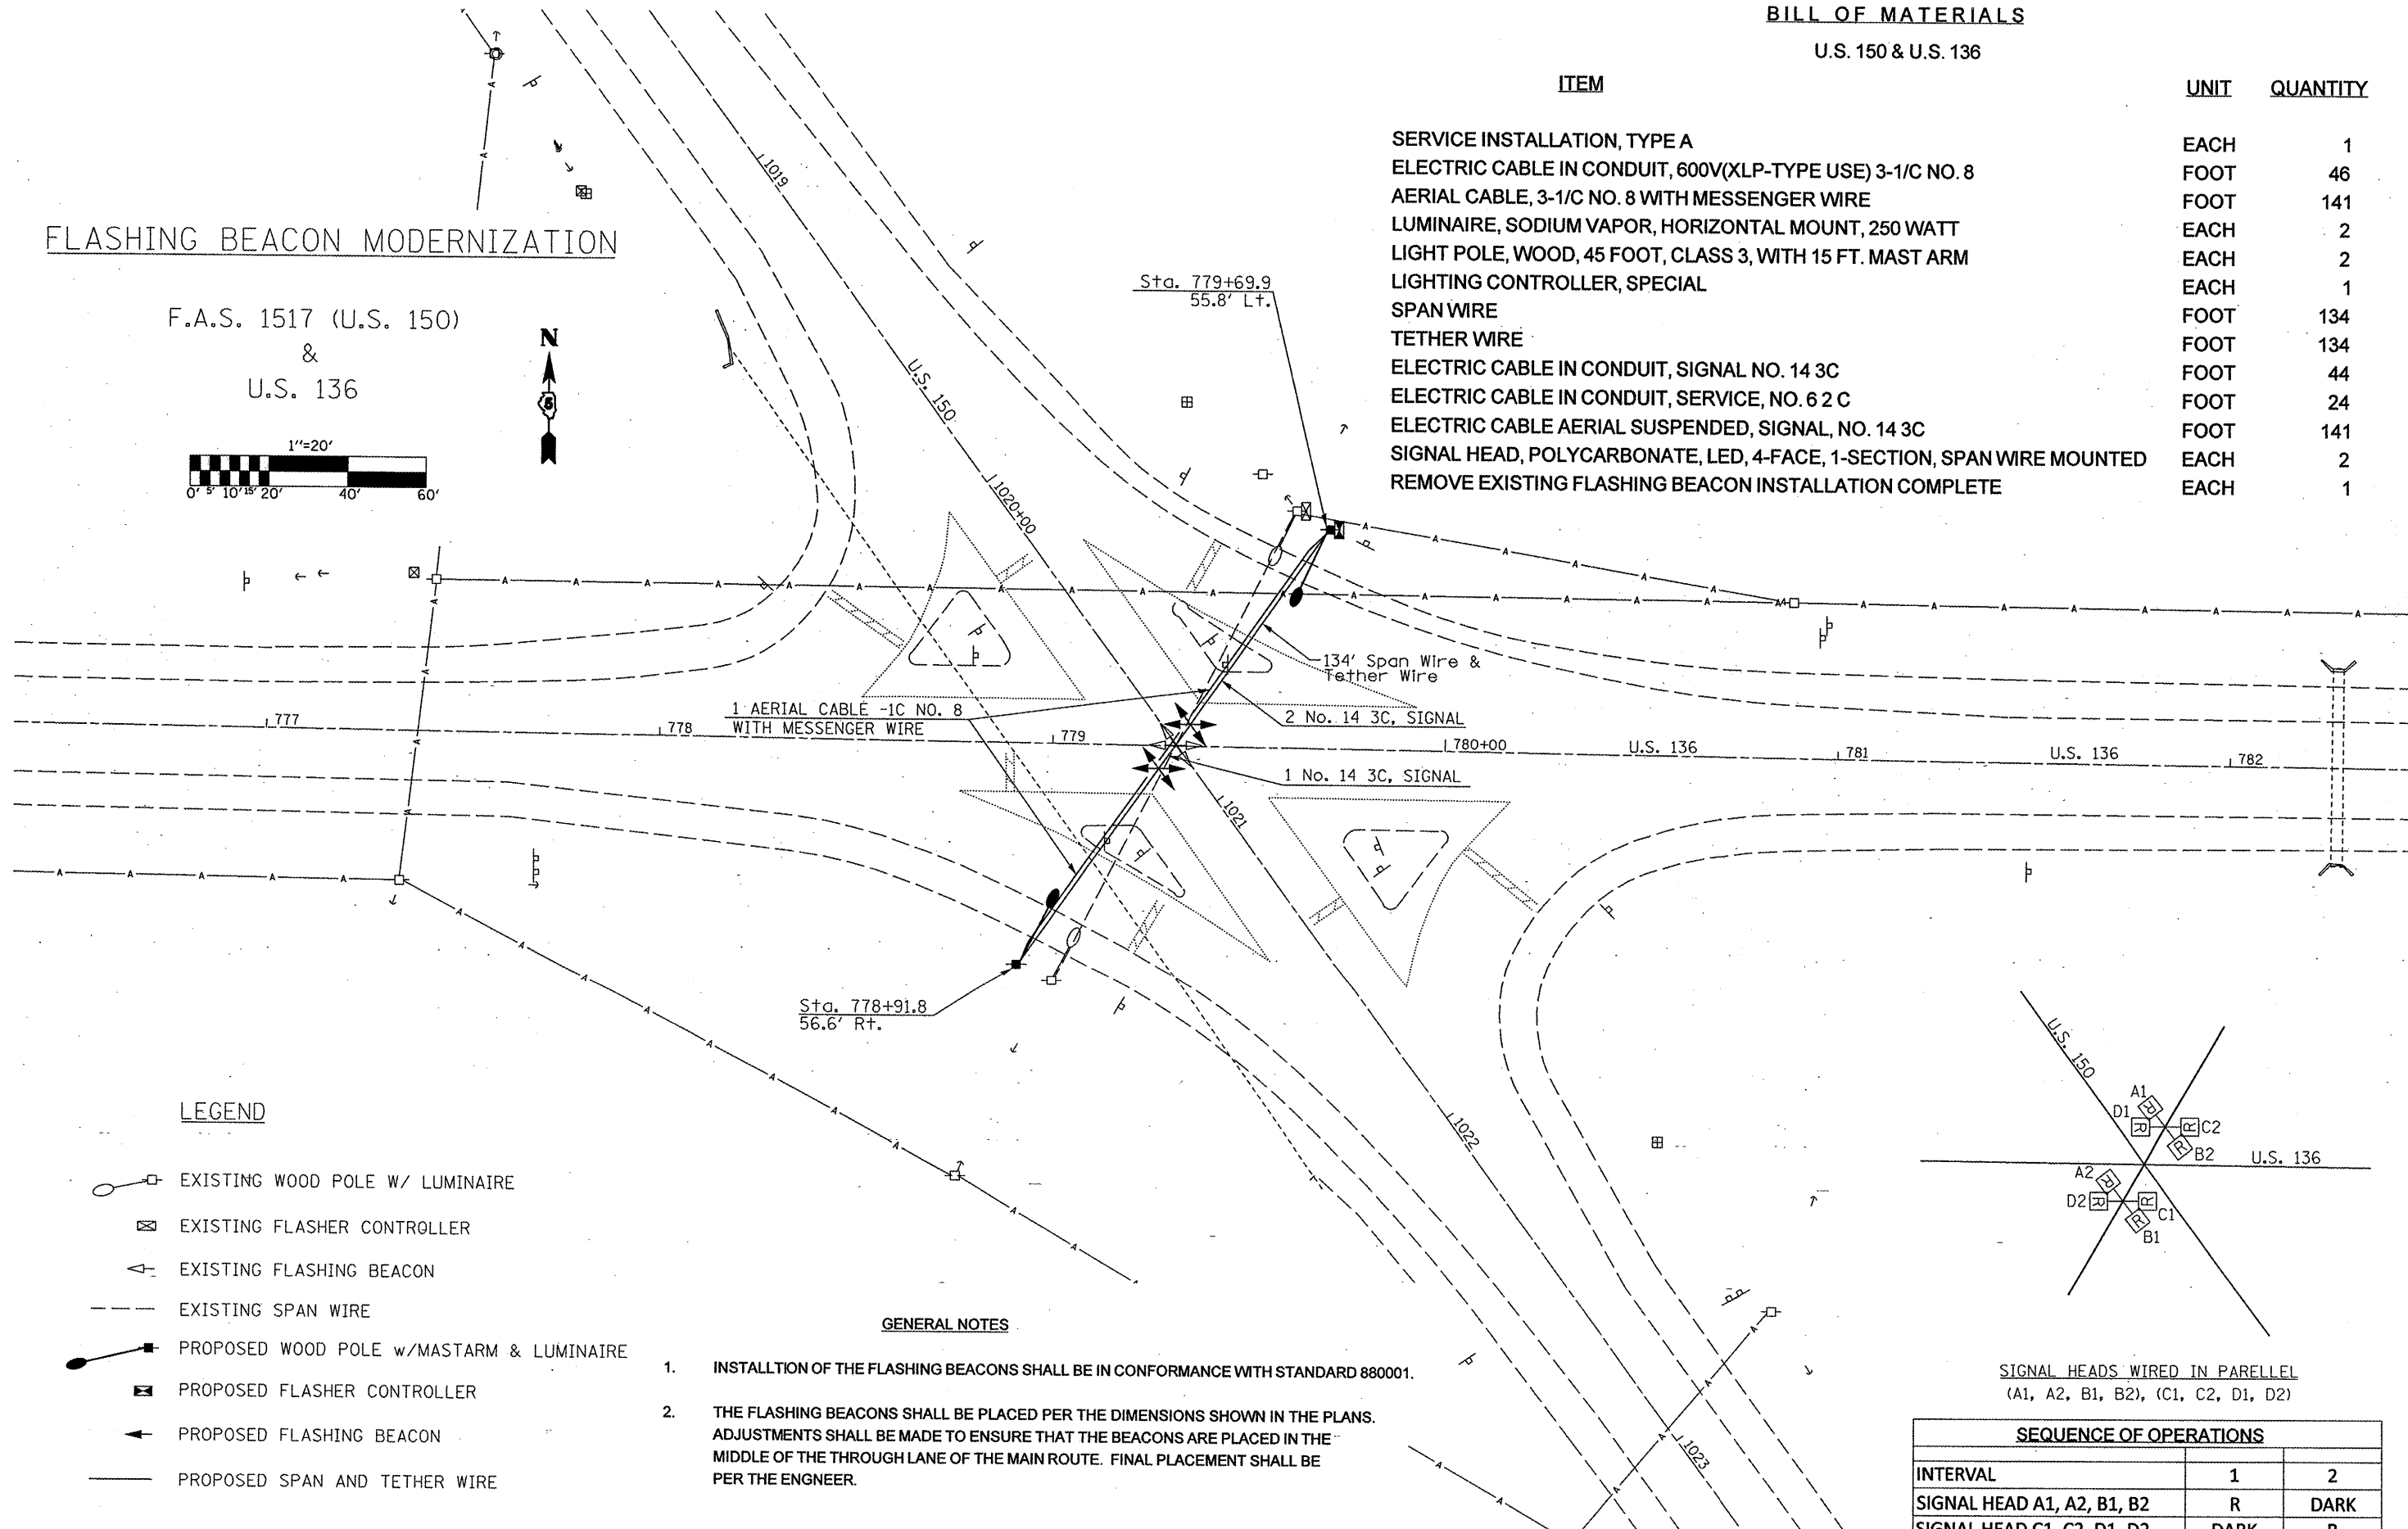 BILL OF MATERIALS
U.S. 150 & U.S. 136
ITEM UNIT QUANTITY
SERVICE INSTALLATION, TYPE A EACH 1
ELECTRIC CABLE IN CONDUIT, 600V(XLP-TYPE USE) 3-1/C NO. 8 FOOT 46
AERIAL CABLE, 3-1/C NO. 8 WITH MESSENGER WIRE FOOT 141
LUMINAIRE, SODIUM VAPOR, HORIZONTAL MOUNT, 250 WATT EACH 2
LIGHT POLE, WOOD, 45 FOOT, CLASS 3, WITH 15 FT. MAST ARM EACH 2
LIGHTING CONTROLLER, SPECIAL EACH 1
SPAN WIRE FOOT 134
TETHER WIRE FOOT 134
ELECTRIC CABLE IN CONDUIT, SIGNAL NO. 14 3C FOOT 44
ELECTRIC CABLE IN CONDUIT, SERVICE, NO. 6 2 C FOOT 24
ELECTRIC CABLE AERIAL SUSPENDED, SIGNAL, NO. 14 3C FOOT 141
SIGNAL HEAD, POLYCARBONATE, LED, 4-FACE, 1-SECTION, SPAN WIRE MOUNTED EACH 2
REMOVE EXISTING FLASHING BEACON INSTALLATION COMPLETE EACH 1
FLASHING BEACON MODERNIZATION
F.A.S. 1517 (U.S. 150)
&
U.S. 136
N
5
1''=20'
0' 5' 10' 15' 20' 40' 60'
1019
U.S. 150
1020+00
Sta. 779+69.9
55.8' Lt.
134' Span Wire &
Tether Wire
1 AERIAL CABLE -1C NO. 8
WITH MESSENGER WIRE
2 No. 14 3C, SIGNAL
777
778
779
780+00
U.S. 136
781
U.S. 136
782
1 No. 14 3C, SIGNAL
1021
Sta. 778+91.8
56.6' Rt.
1022
1023
LEGEND
EXISTING WOOD POLE W/ LUMINAIRE
EXISTING FLASHER CONTROLLER
EXISTING FLASHING BEACON
EXISTING SPAN WIRE
PROPOSED WOOD POLE w/MASTARM & LUMINAIRE
PROPOSED FLASHER CONTROLLER
PROPOSED FLASHING BEACON
PROPOSED SPAN AND TETHER WIRE
GENERAL NOTES
1. INSTALLTION OF THE FLASHING BEACONS SHALL BE IN CONFORMANCE WITH STANDARD 880001.
2. THE FLASHING BEACONS SHALL BE PLACED PER THE DIMENSIONS SHOWN IN THE PLANS.
ADJUSTMENTS SHALL BE MADE TO ENSURE THAT THE BEACONS ARE PLACED IN THE
MIDDLE OF THE THROUGH LANE OF THE MAIN ROUTE. FINAL PLACEMENT SHALL BE
PER THE ENGNEER.
U.S. 150
A1 R
D1 R R C2
R B2
U.S. 136
A2 R
D2 R R C1
R B1
SIGNAL HEADS WIRED IN PARELLEL
(A1, A2, B1, B2), (C1, C2, D1, D2)
SEQUENCE OF OPERATIONS
INTERVAL 1 2
SIGNAL HEAD A1, A2, B1, B2 R DARK
SIGNAL HEAD C1, C2, D1, D2 DARK R